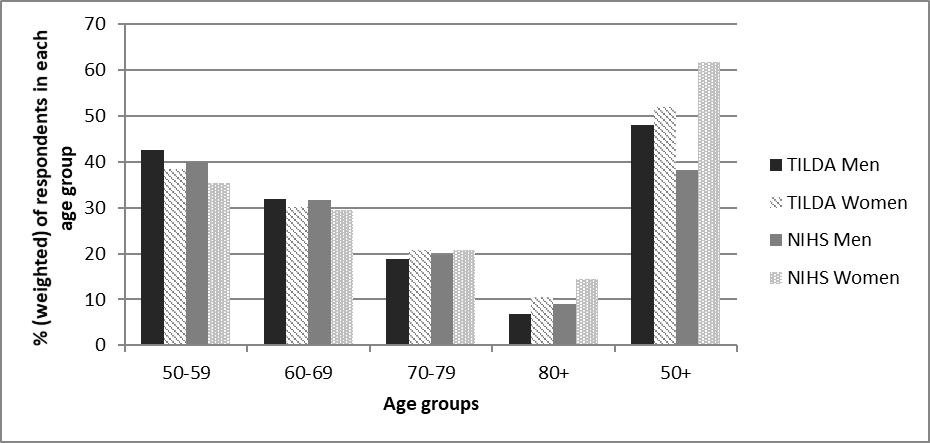 % (weighted) of respondents in each
age group
70
60
50
40
30
20
10
0
50-59
60-69
70-79
80+
50+
Age groups
TILDA Men
TILDA Women
NIHS Men
NIHS Women